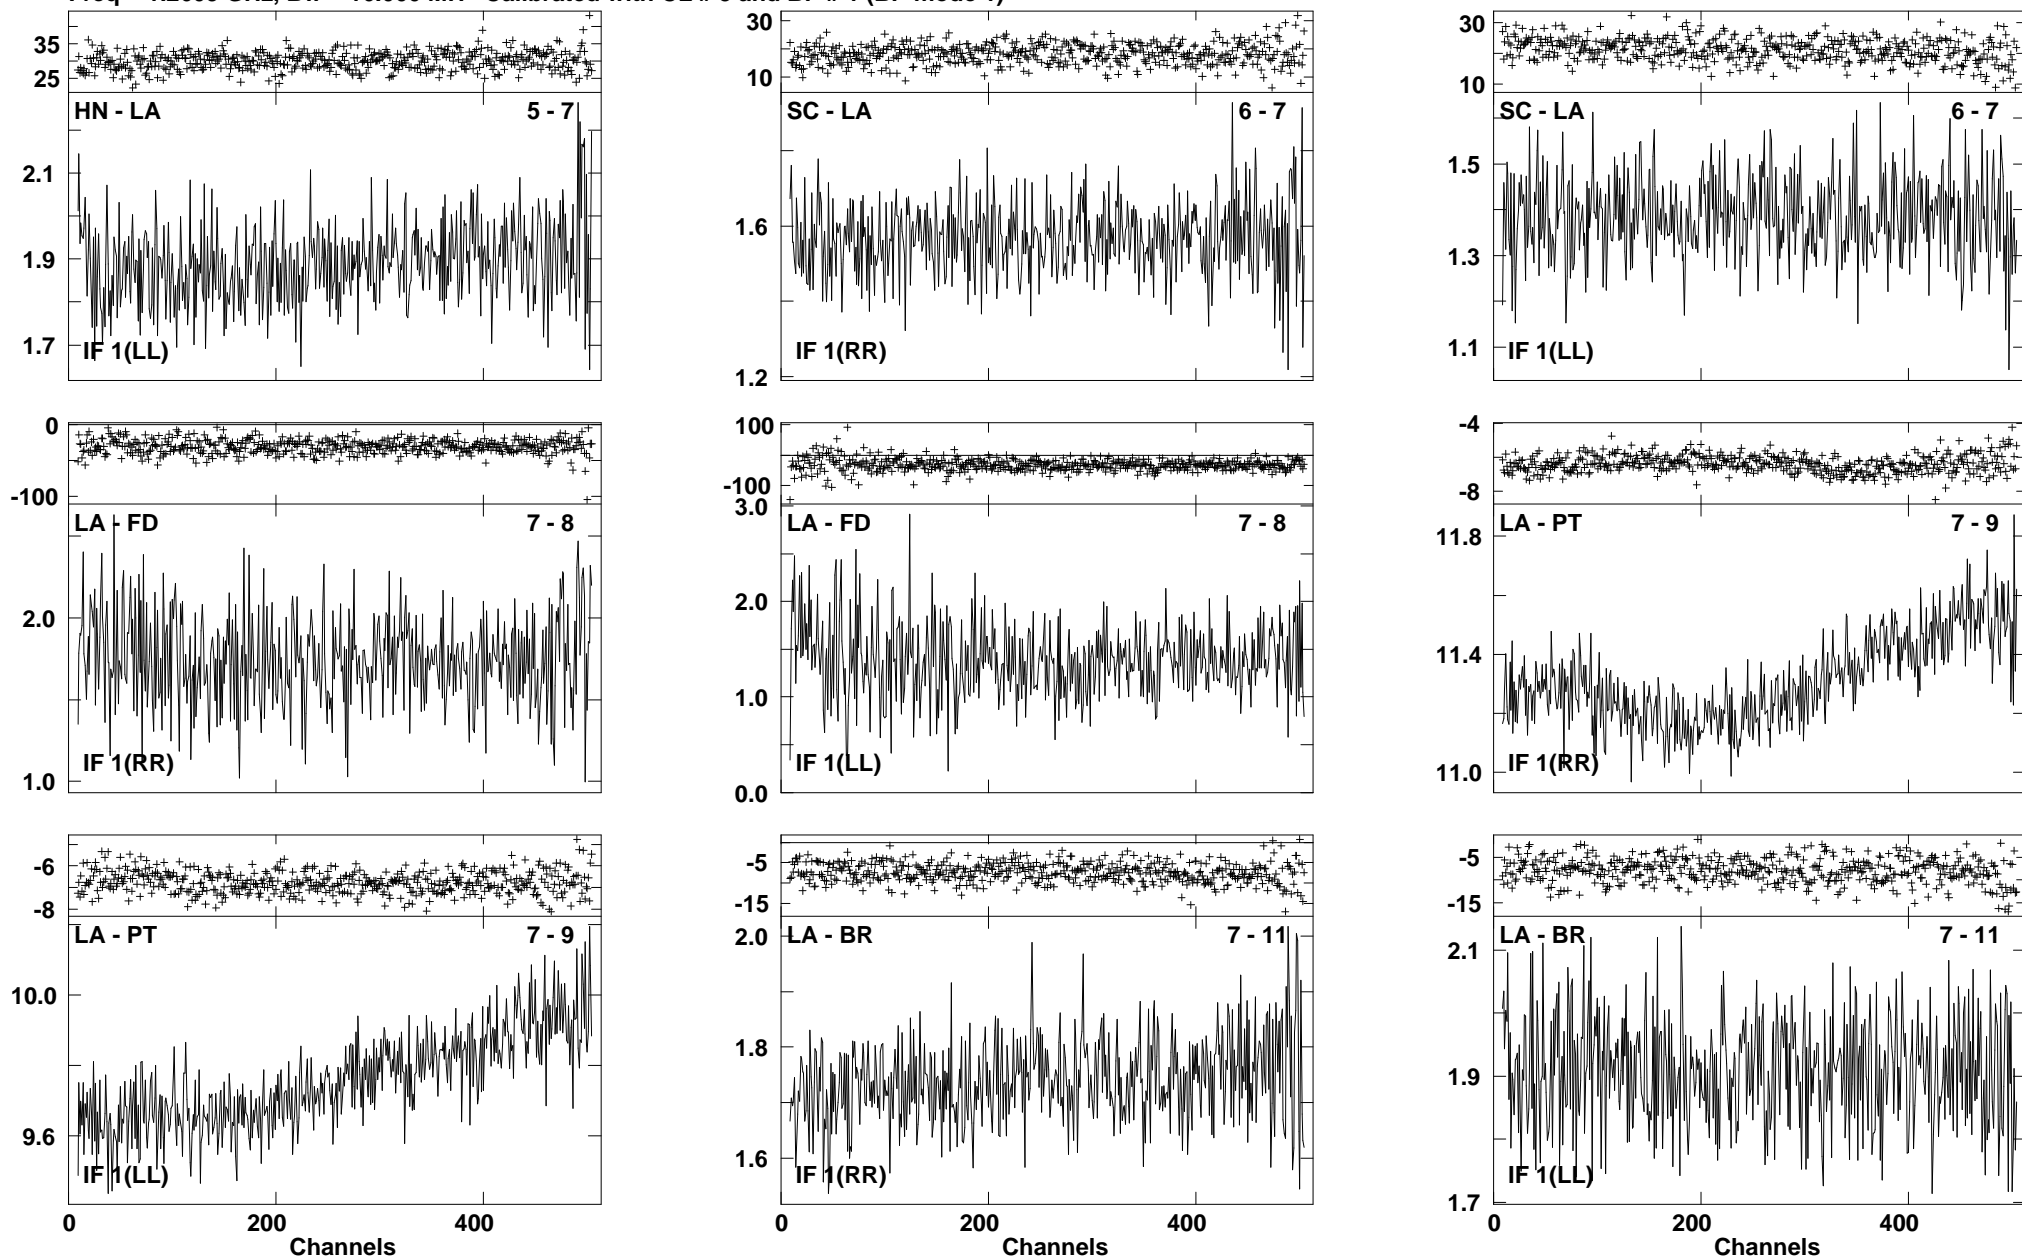 35
25
HN - LA 5 - 7
2.1
1.9
1.7
IF 1(LL)
30
10
SC - LA 6 - 7
1.6
1.2
IF 1(RR)
30
10
SC - LA 6 - 7
1.5
1.3
1.1
IF 1(LL)
0
-100
LA - FD 7 - 8
2.0
1.0
IF 1(RR)
100
-100
3.0
LA - FD 7 - 8
2.0
1.0
0.0
IF 1(LL)
-4
-8
LA - PT 7 - 9
11.8
11.4
11.0
IF 1(RR)
-6
-8
LA - PT 7 - 9
10.0
9.6
IF 1(LL)
0 200 400
Channels
-5
-15
LA - BR 7 - 11
2.0
1.8
1.6
IF 1(RR)
0 200 400
Channels
-5
-15
LA - BR 7 - 11
2.1
1.9
1.7
IF 1(LL)
0 200 400
Channels